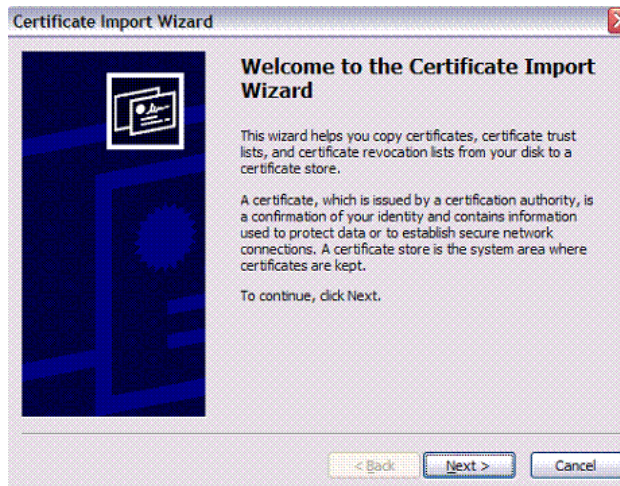 Certificate Import Wizard
Welcome to the Certificate Import
Wizard
This wizard helps you copy certificates, certificate trust
lists, and certificate revocation lists from your disk to a
certificate store.
A certificate, which is issued by a certification authority, is
a confirmation of your identity and contains information
used to protect data or to establish secure network
connections. A certificate store is the system area where
certificates are kept.
To continue, click Next.
< Back Next > Cancel